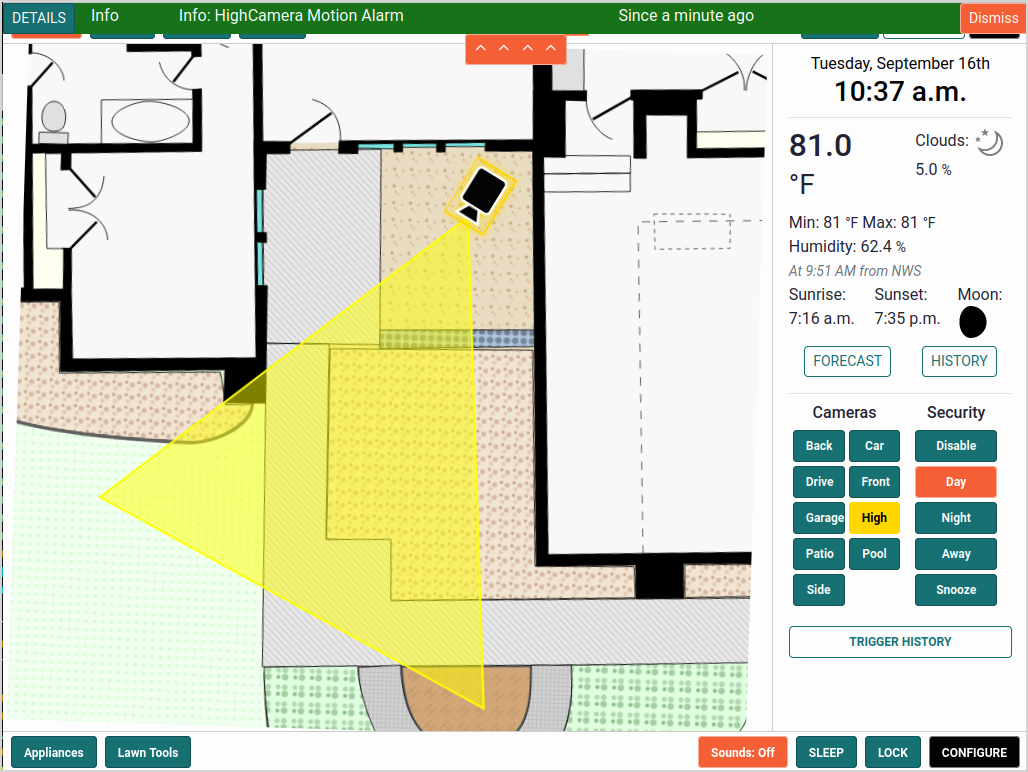 DETAILS Info Info: HighCamera Motion Alarm Since a minute ago Dismiss
Tuesday, September 16th
10:37 a.m.
81.0 °F
Clouds:
5.0 %
Min: 81 °F Max: 81 °F
Humidity: 62.4 %
At 9:51 AM from NWS
Sunrise: Sunset: Moon:
7:16 a.m. 7:35 p.m.
FORECAST HISTORY
Cameras Security
Back Car Disable
Drive Front Day
Garage High Night
Patio Pool Away
Side Snooze
TRIGGER HISTORY
Appliances Lawn Tools Sounds: Off SLEEP LOCK CONFIGURE